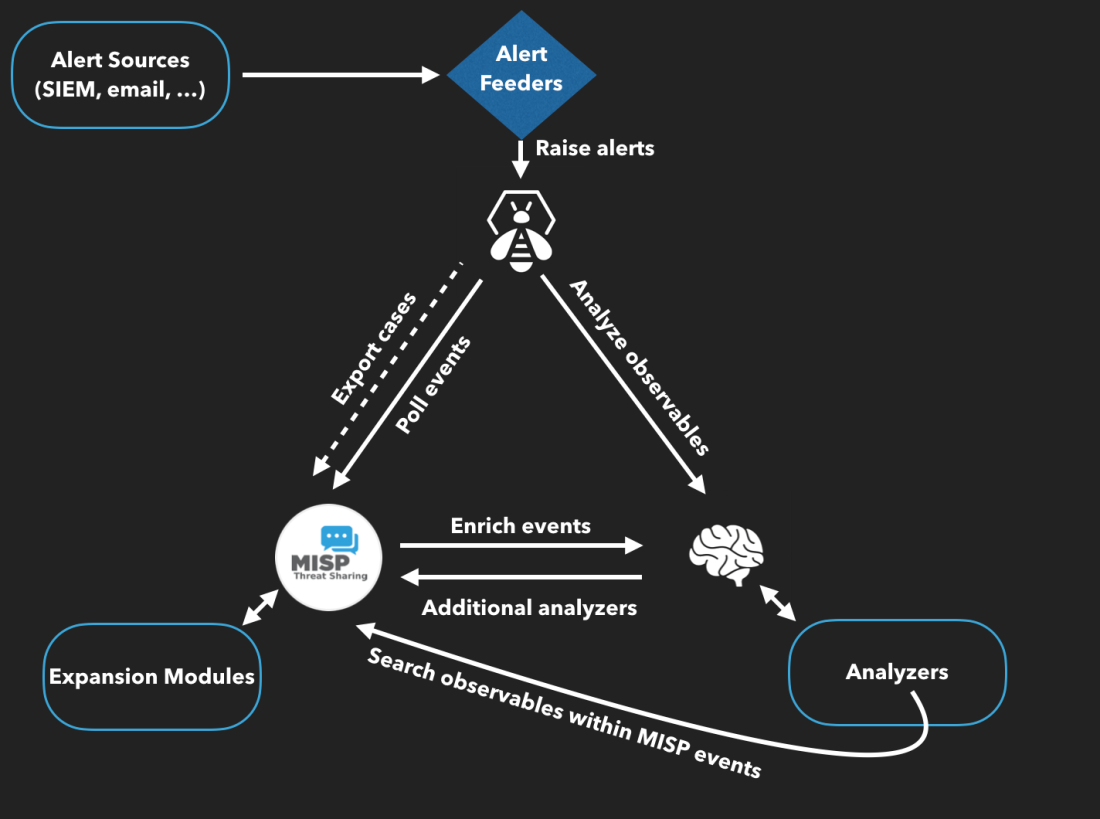 Alert Sources
(SIEM, email, ...)
Alert
Feeders
Raise alerts
Export cases
Poll events
Analyze observables
MISP
Threat Sharing
Enrich events
Additional analyzers
Expansion Modules
Analyzers
Search observables within MISP events